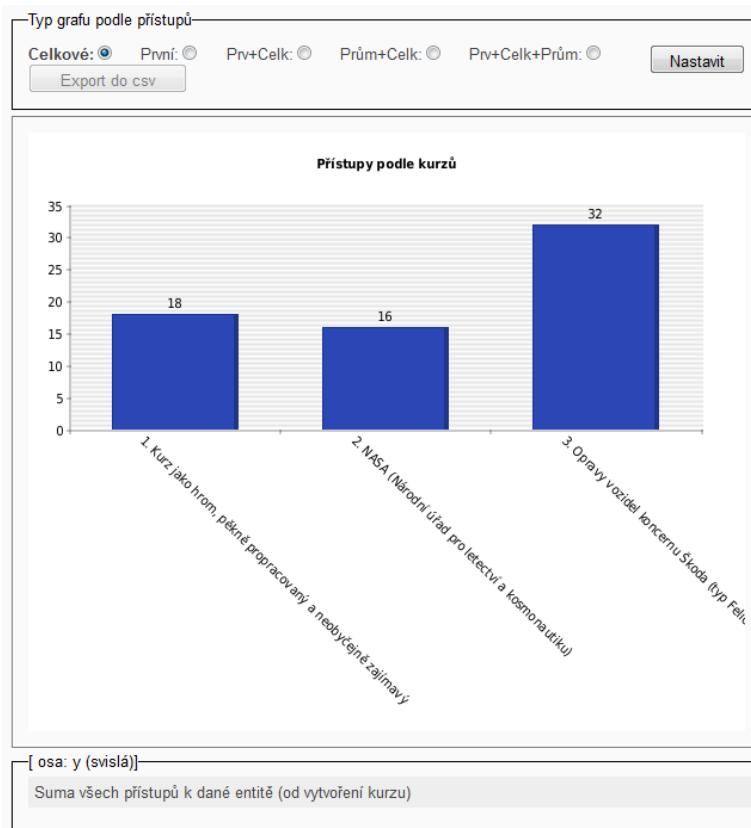 Typ grafu podle přístupů
Celkové: První: Prv+Celk: Prům+Celk: Prv+Celk+Prům: Nastavit
Export do csv
Přístupy podle kurzů
35
30
25
20
15
10
5
0
18
16
32
1. Kurz jako hrom, pěkně propracovaný a neobyčejně zajímavý
2. NASA (Národní úřad pro letectví a kosmonautiku)
3. Opravy vozidel koncernu Škoda (typ
[ osa: y (svislá)]
Suma všech přístupů k dané entitě (od vytvoření kurzu)